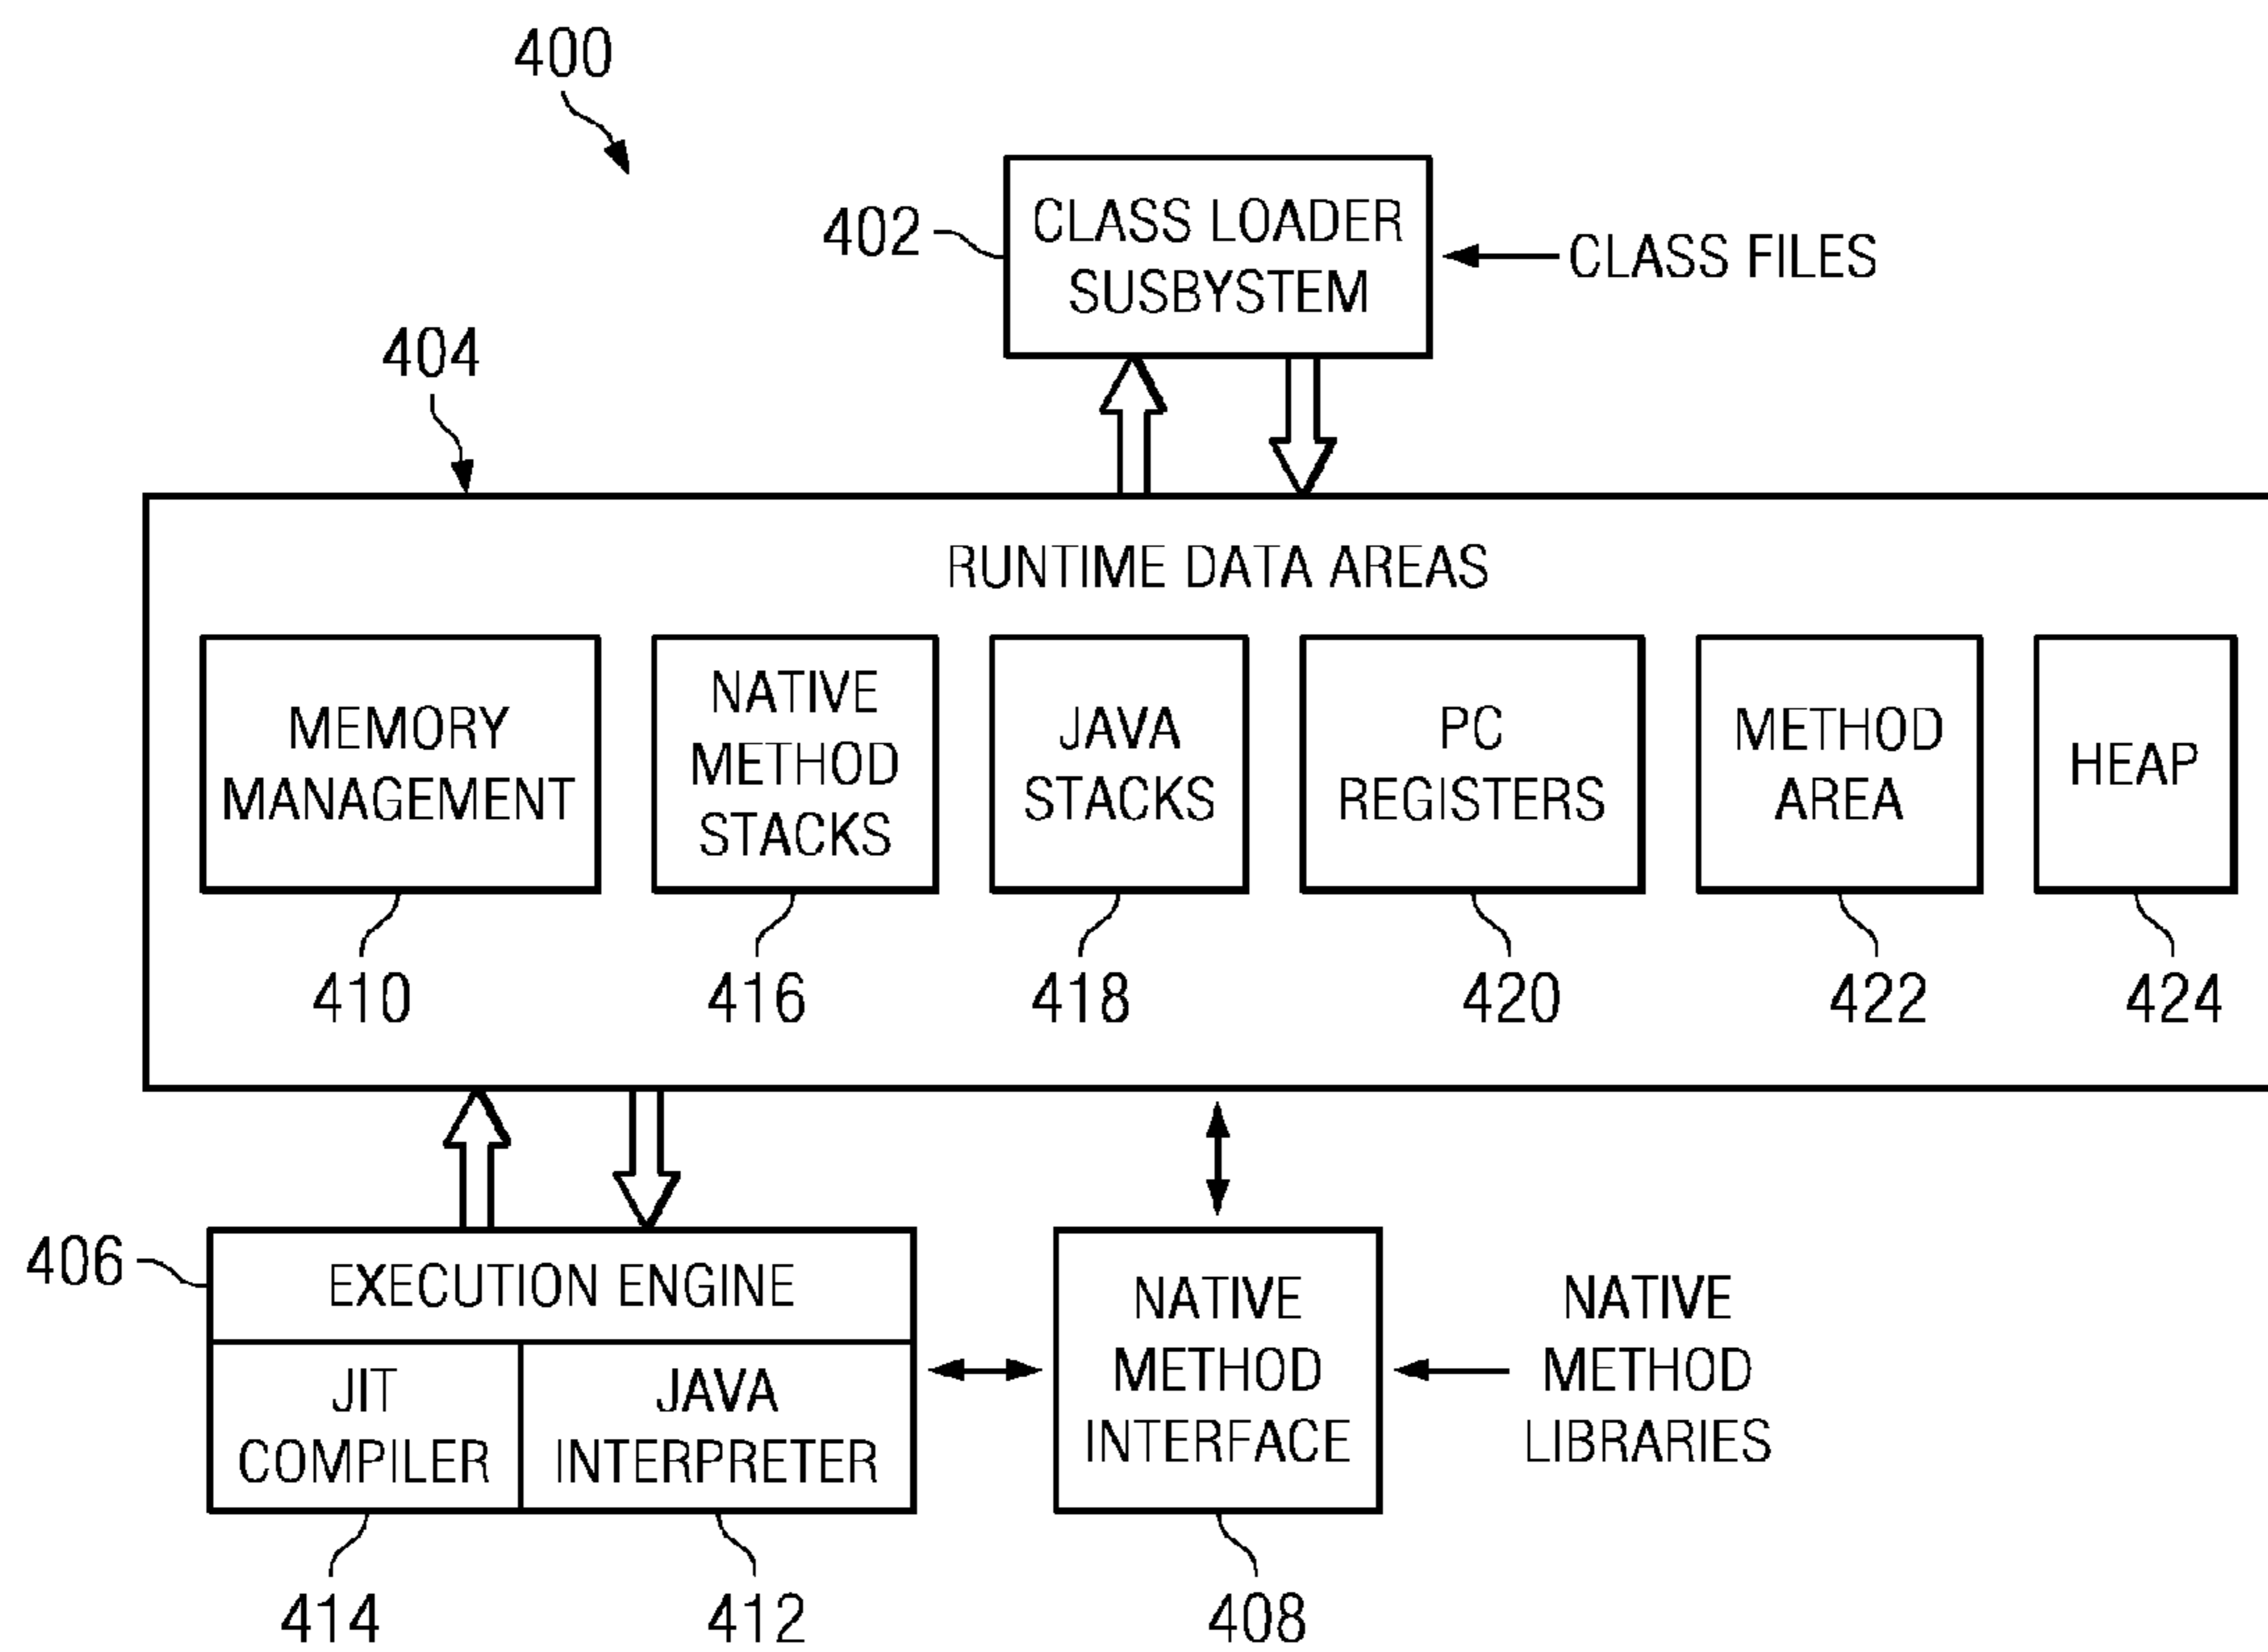 400
402
CLASS LOADER
SUSBYSTEM
CLASS FILES
404
RUNTIME DATA AREAS
MEMORY
MANAGEMENT
NATIVE
METHOD
STACKS
JAVA
STACKS
PC
REGISTERS
METHOD
AREA
HEAP
410
416
418
420
422
424
406
EXECUTION ENGINE
JIT
COMPILER
JAVA
INTERPRETER
NATIVE
METHOD
INTERFACE
NATIVE
METHOD
LIBRARIES
414
412
408